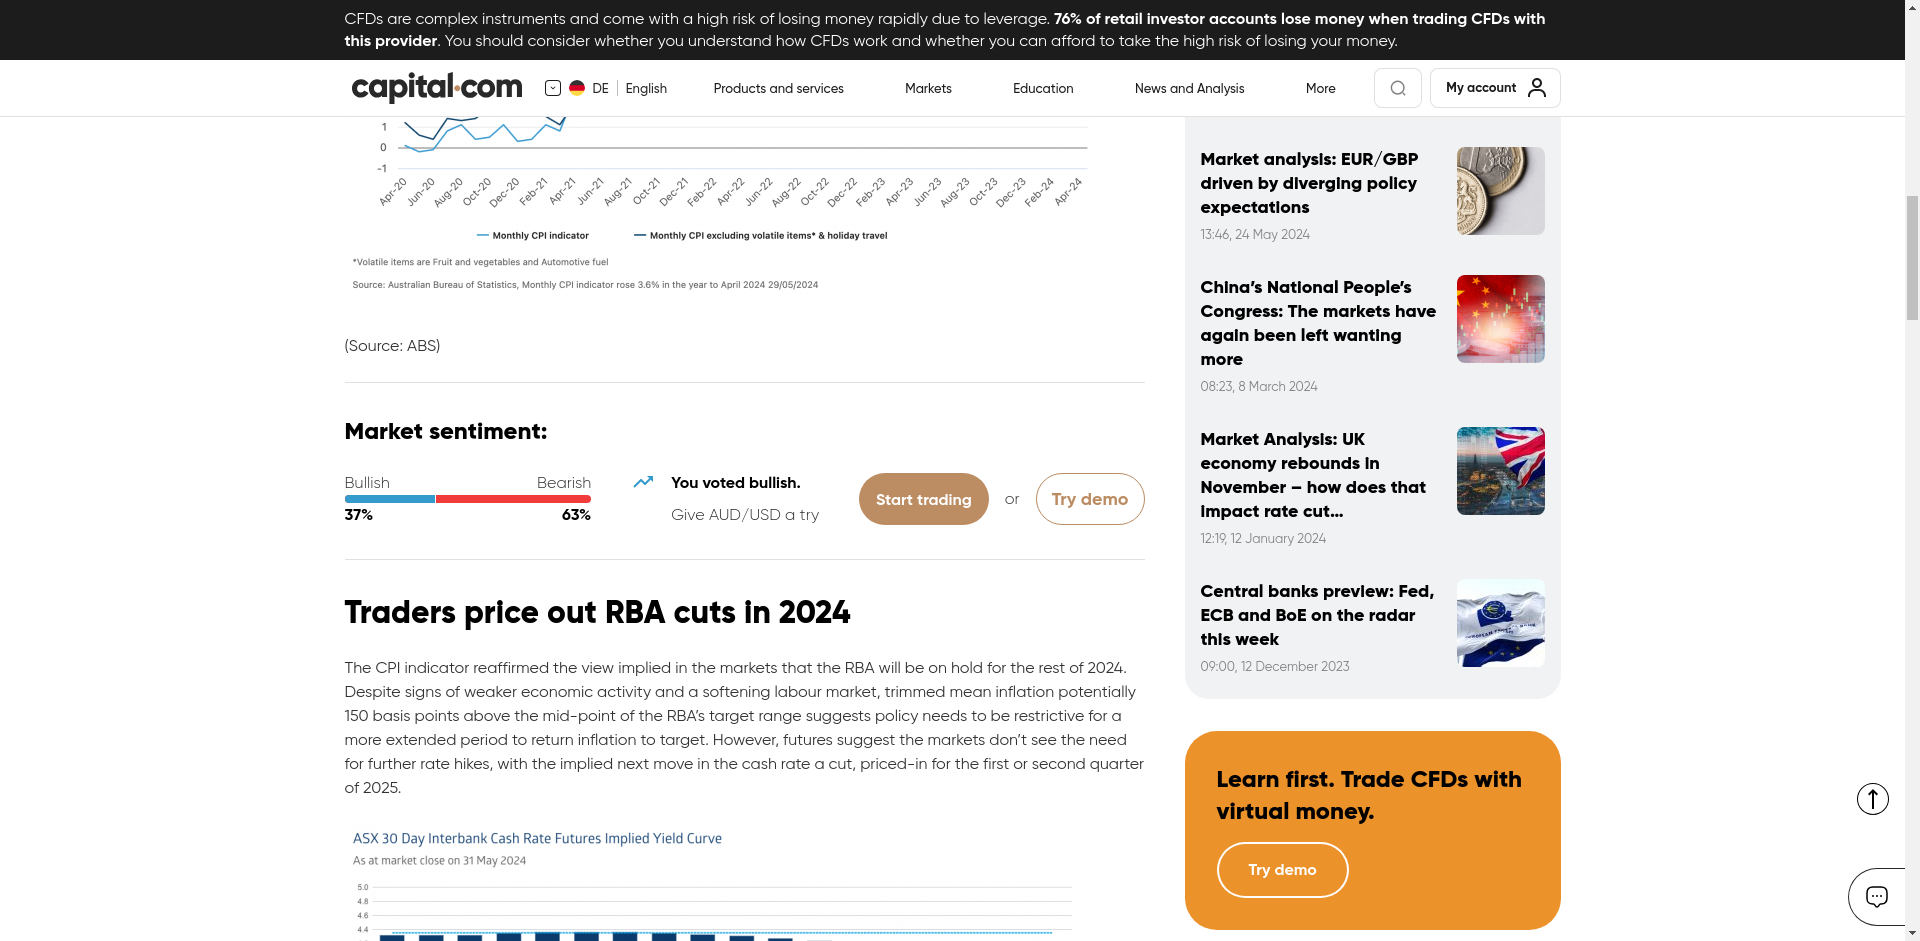 CFDs are complex instruments and come with a high risk of losing money rapidly due to leverage. 76% of retail investor accounts lose money when trading CFDs with
this provider. You should consider whether you understand how CFDs work and whether you can afford to take the high risk of losing your money.
capital.com
DE
English
Products and services
Markets
Education
News and Analysis
More
My account
1
0
-1
Apr-20
Jun-20
Aug-20
Oct-20
Dec-20
Feb-21
Apr-21
Jun-21
Aug-21
Oct-21
Dec-21
Feb-22
Apr-22
Jun-22
Aug-22
Oct-22
Dec-22
Feb-23
Apr-23
Jun-23
Aug-23
Oct-23
Dec-23
Feb-24
Apr-24
Monthly CPI indicator
Monthly CPI excluding volatile items* & holiday travel
*Volatile items are Fruit and vegetables and Automotive fuel
Source: Australian Bureau of Statistics, Monthly CPI indicator rose 3.6% in the year to April 2024 29/05/2024
(Source: ABS)
Market sentiment:
Bullish
Bearish
37%
63%
You voted bullish.
Give AUD/USD a try
Start trading
or
Try demo
Traders price out RBA cuts in 2024
The CPI indicator reaffirmed the view implied in the markets that the RBA will be on hold for the rest of 2024.
Despite signs of weaker economic activity and a softening labour market, trimmed mean inflation potentially
150 basis points above the mid-point of the RBA’s target range suggests policy needs to be restrictive for a
more extended period to return inflation to target. However, futures suggest the markets don’t see the need
for further rate hikes, with the implied next move in the cash rate a cut, priced-in for the first or second quarter
of 2025.
ASX 30 Day Interbank Cash Rate Futures Implied Yield Curve
As at market close on 31 May 2024
5.0
4.8
4.6
4.4
Market analysis: EUR/GBP
driven by diverging policy
expectations
13:46, 24 May 2024
China’s National People’s
Congress: The markets have
again been left wanting
more
08:23, 8 March 2024
Market Analysis: UK
economy rebounds in
November – how does that
impact rate cut...
12:19, 12 January 2024
Central banks preview: Fed,
ECB and BoE on the radar
this week
09:00, 12 December 2023
Learn first. Trade CFDs with
virtual money.
Try demo